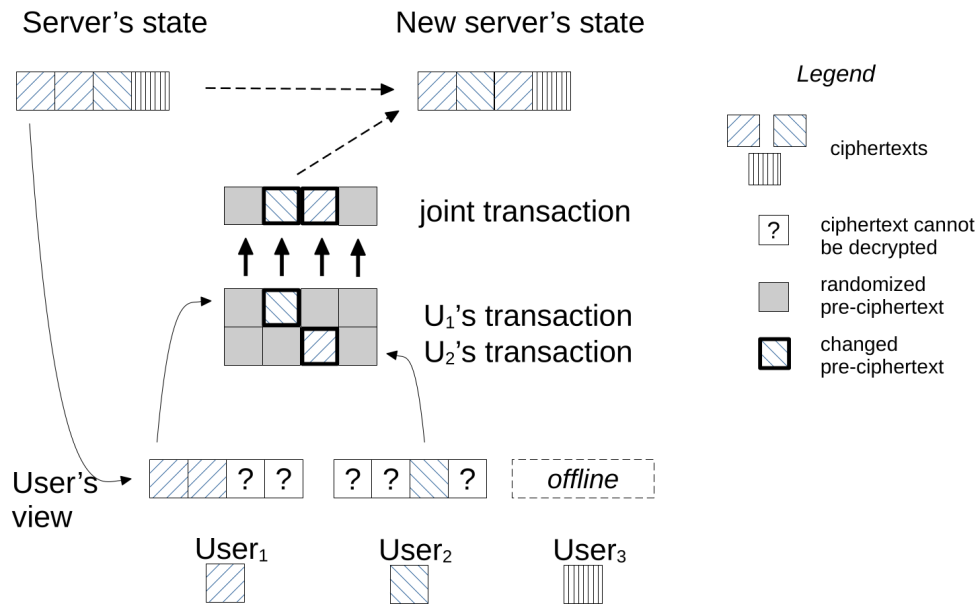 Server's state
New server's state
Legend
ciphertexts
joint transaction
?
ciphertext cannot
be decrypted
randomized
pre-ciphertext
U₁'s transaction
U₂'s transaction
changed
pre-ciphertext
User's
view
? ?
? ? ?
offline
User₁
User₂
User₃